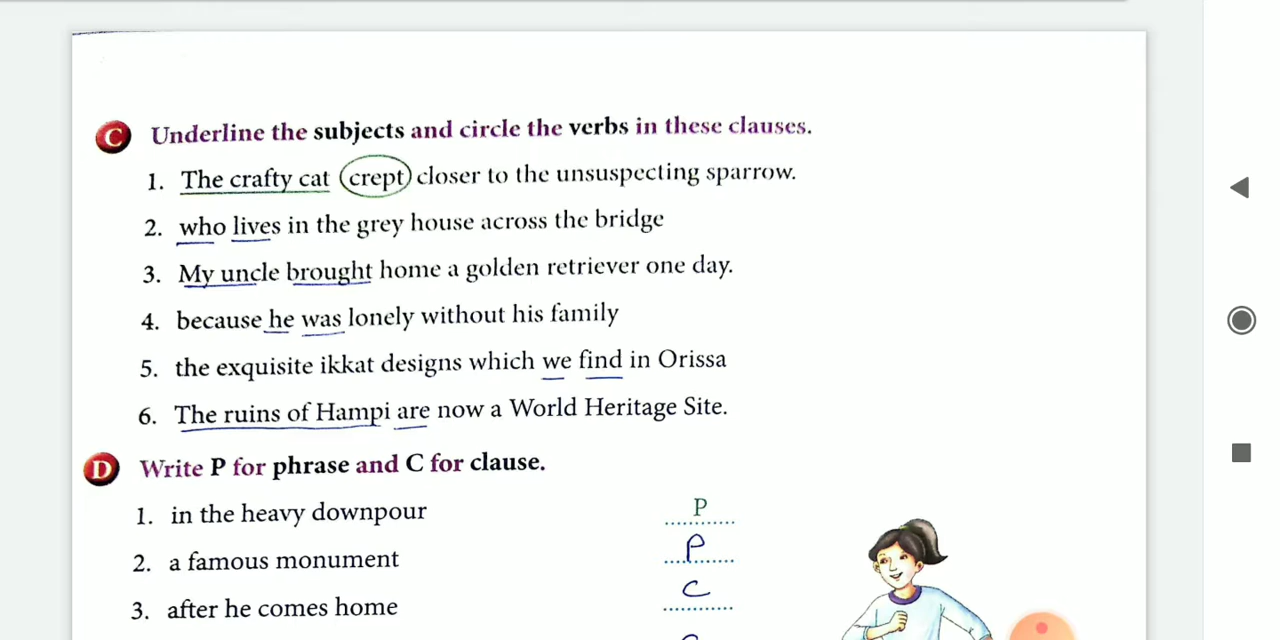 C Underline the subjects and circle the verbs in these clauses.
1. The crafty cat crept closer to the unsuspecting sparrow.
2. who lives in the grey house across the bridge
3. My uncle brought home a golden retriever one day.
4. because he was lonely without his family
5. the exquisite ikkat designs which we find in Orissa
6. The ruins of Hampi are now a World Heritage Site.
D Write P for phrase and C for clause.
1. in the heavy downpour P
2. a famous monument P
3. after he comes home C